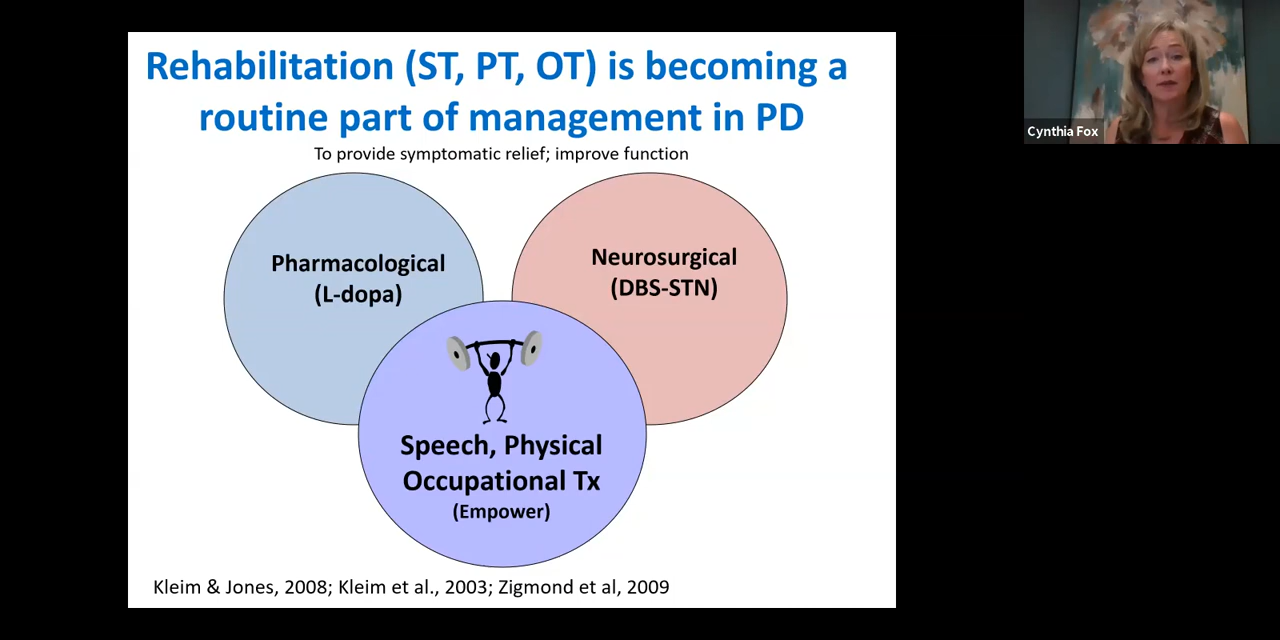 Rehabilitation (ST, PT, OT) is becoming a
routine part of management in PD
To provide symptomatic relief; improve function
Pharmacological
(L-dopa)
Neurosurgical
(DBS-STN)
Speech, Physical
Occupational Tx
(Empower)
Kleim & Jones, 2008; Kleim et al., 2003; Zigmond et al, 2009
Cynthia Fox